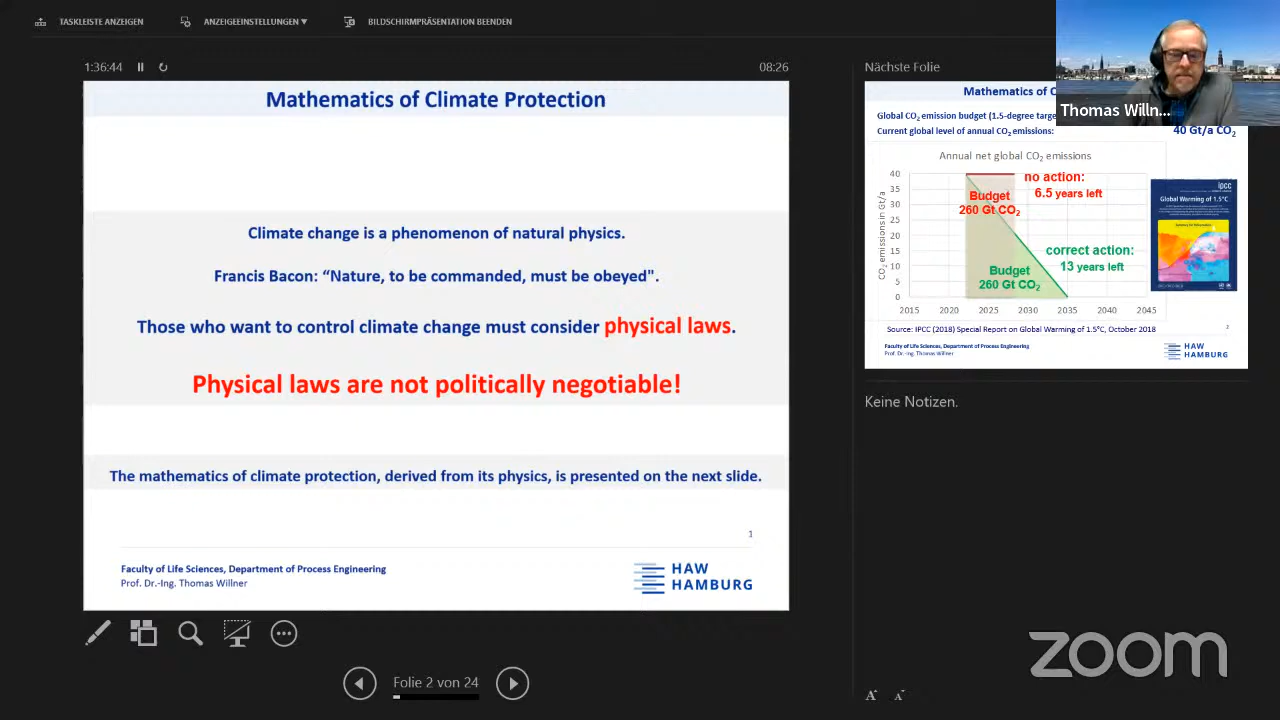 TASKLEISTE ANZEIGEN
ANZEIGEEINSTELLUNGEN ▼
BILDSCHIRMPRÄSENTATION BEENDEN
1:36:44
08:26
Mathematics of Climate Protection
Climate change is a phenomenon of natural physics.
Francis Bacon: “Nature, to be commanded, must be obeyed".
Those who want to control climate change must consider physical laws.
Physical laws are not politically negotiable!
The mathematics of climate protection, derived from its physics, is presented on the next slide.
1
Faculty of Life Sciences, Department of Process Engineering
Prof. Dr.-Ing. Thomas Willner
HAW
HAMBURG
Folie 2 von 24
Nächste Folie
Thomas Willn...
Mathematics of C
Global CO₂ emission budget (1.5-degree targe
Current global level of annual CO₂ emissions:
40 Gt/a CO₂
Annual net global CO₂ emissions
CO₂ emissions in Gt/a
40
35
30
25
20
15
10
5
0
2015 2020 2025 2030 2035 2040 2045
no action:
6.5 years left
Budget
260 Gt CO₂
correct action:
13 years left
Budget
260 Gt CO₂
ipcc
Global Warming of 1.5°C
Source: IPCC (2018) Special Report on Global Warming of 1.5°C, October 2018
Faculty of Life Sciences, Department of Process Engineering
Prof. Dr.-Ing. Thomas Willner
HAW
HAMBURG
Keine Notizen.
A A
zoom